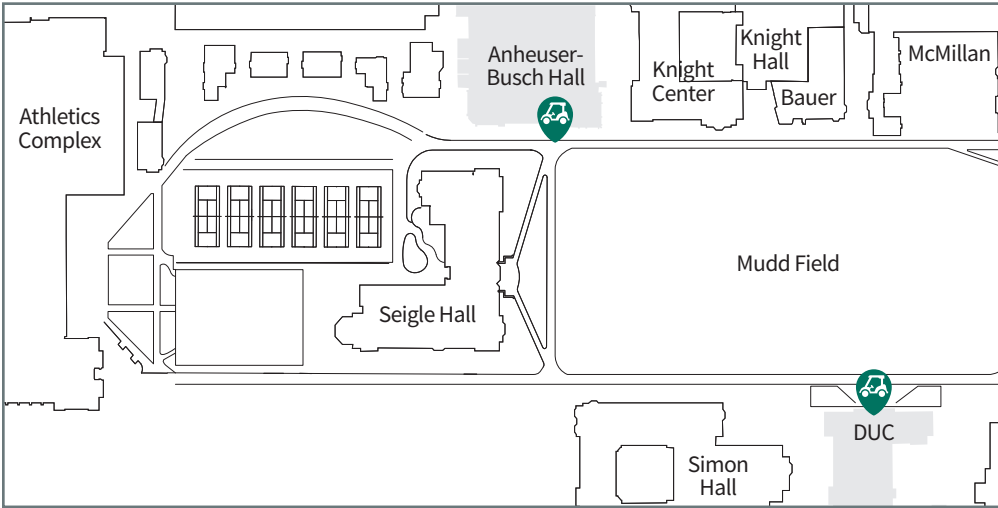 Anheuser-
Busch Hall
Knight
Center
Knight
Hall
Bauer
McMillan
Athletics
Complex
Mudd Field
Seigle Hall
DUC
Simon
Hall